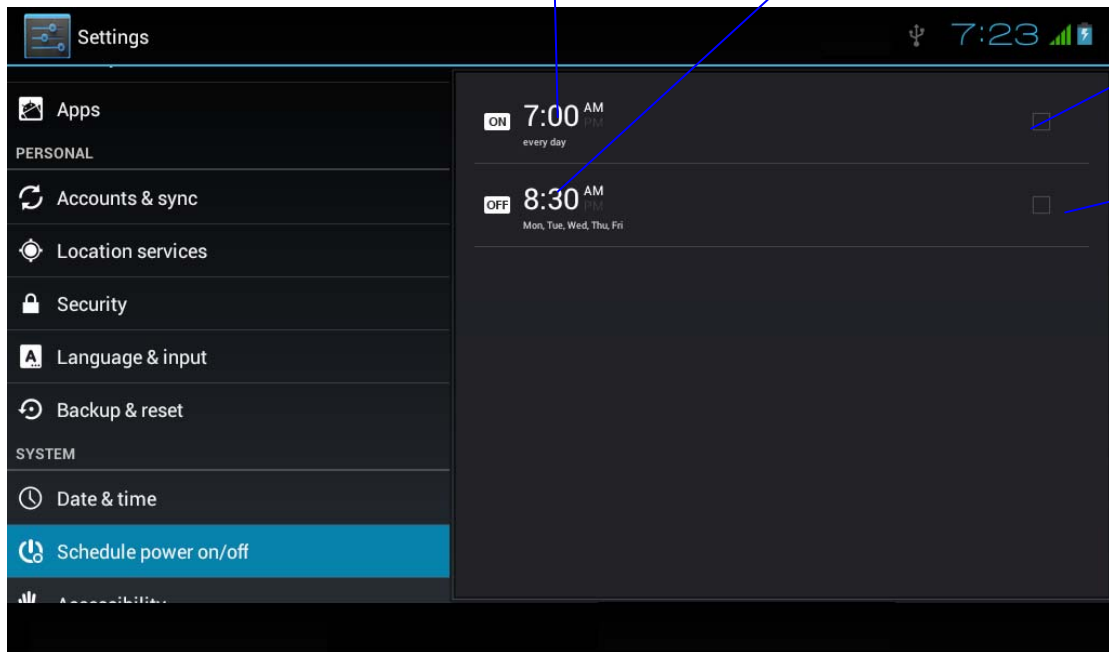 Settings
7:23
Apps
PERSONAL
Accounts & sync
Location services
Security
Language & input
Backup & reset
SYSTEM
Date & time
Schedule power on/off
Accessibility
ON 7:00 AM
PM
every day
OFF 8:30 AM
PM
Mon, Tue, Wed, Thu, Fri